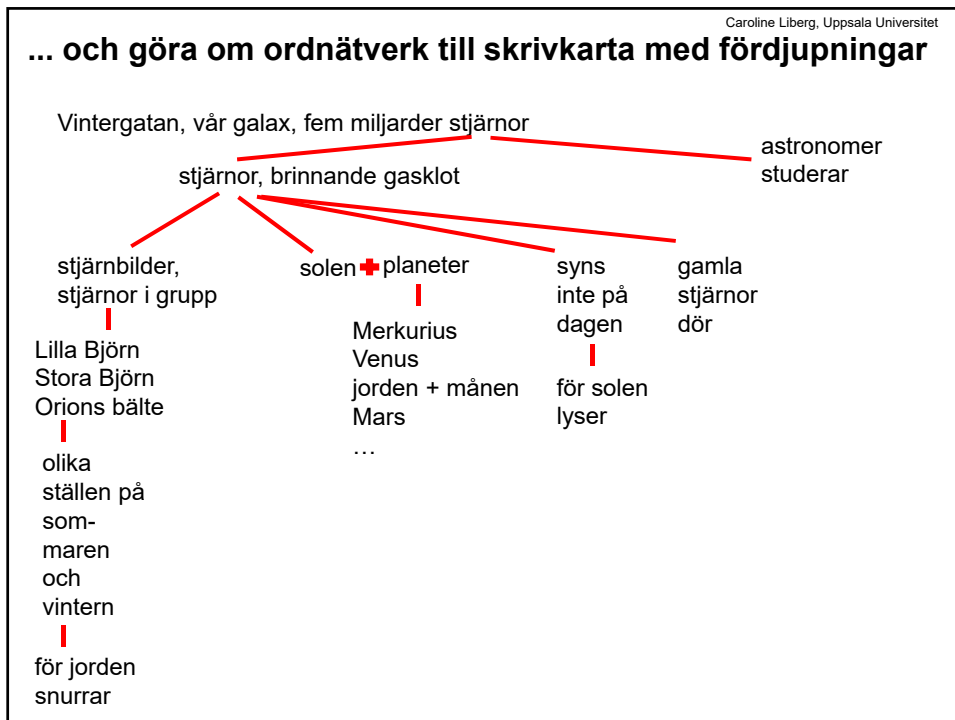 Caroline Liberg, Uppsala Universitet
... och göra om ordnätverk till skrivkarta med fördjupningar
Vintergatan, vår galax, fem miljarder stjärnor
astronomer
studerar
stjärnor, brinnande gasklot
stjärnbilder,
stjärnor i grupp
Lilla Björn
Stora Björn
Orions bälte
olika
ställen på
som-
maren
och
vintern
för jorden
snurrar
solen + planeter
Merkurius
Venus
jorden + månen
Mars
…
syns
inte på
dagen
för solen
lyser
gamla
stjärnor
dör